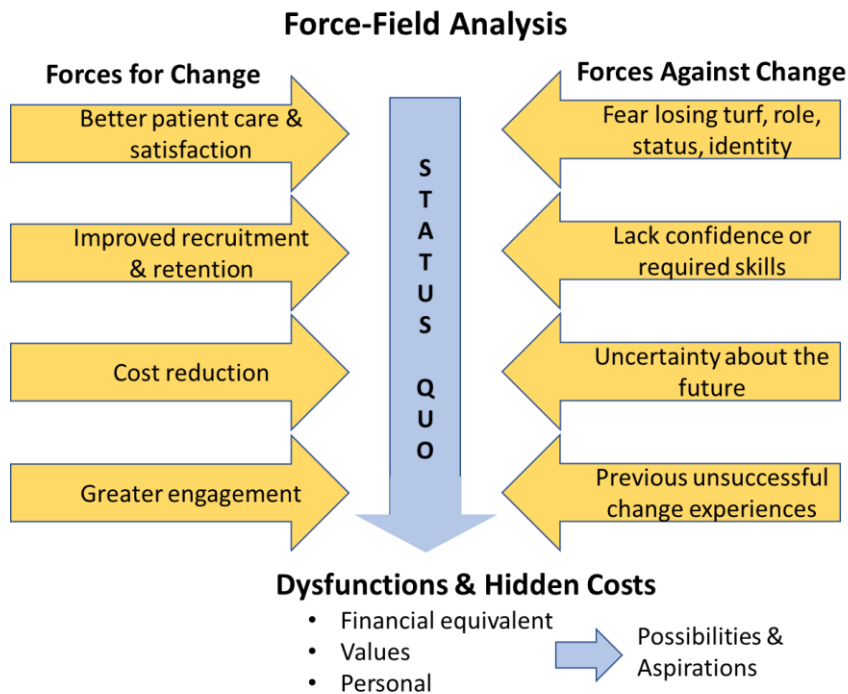 Force-Field Analysis
Forces for Change
Forces Against Change
Better patient care &
satisfaction
Fear losing turf, role,
status, identity
Improved recruitment
& retention
Lack confidence or
required skills
Cost reduction
Uncertainty about the
future
Greater engagement
Previous unsuccessful
change experiences
STATUS QUO
Dysfunctions & Hidden Costs
• Financial equivalent
• Values
• Personal
Possibilities &
Aspirations